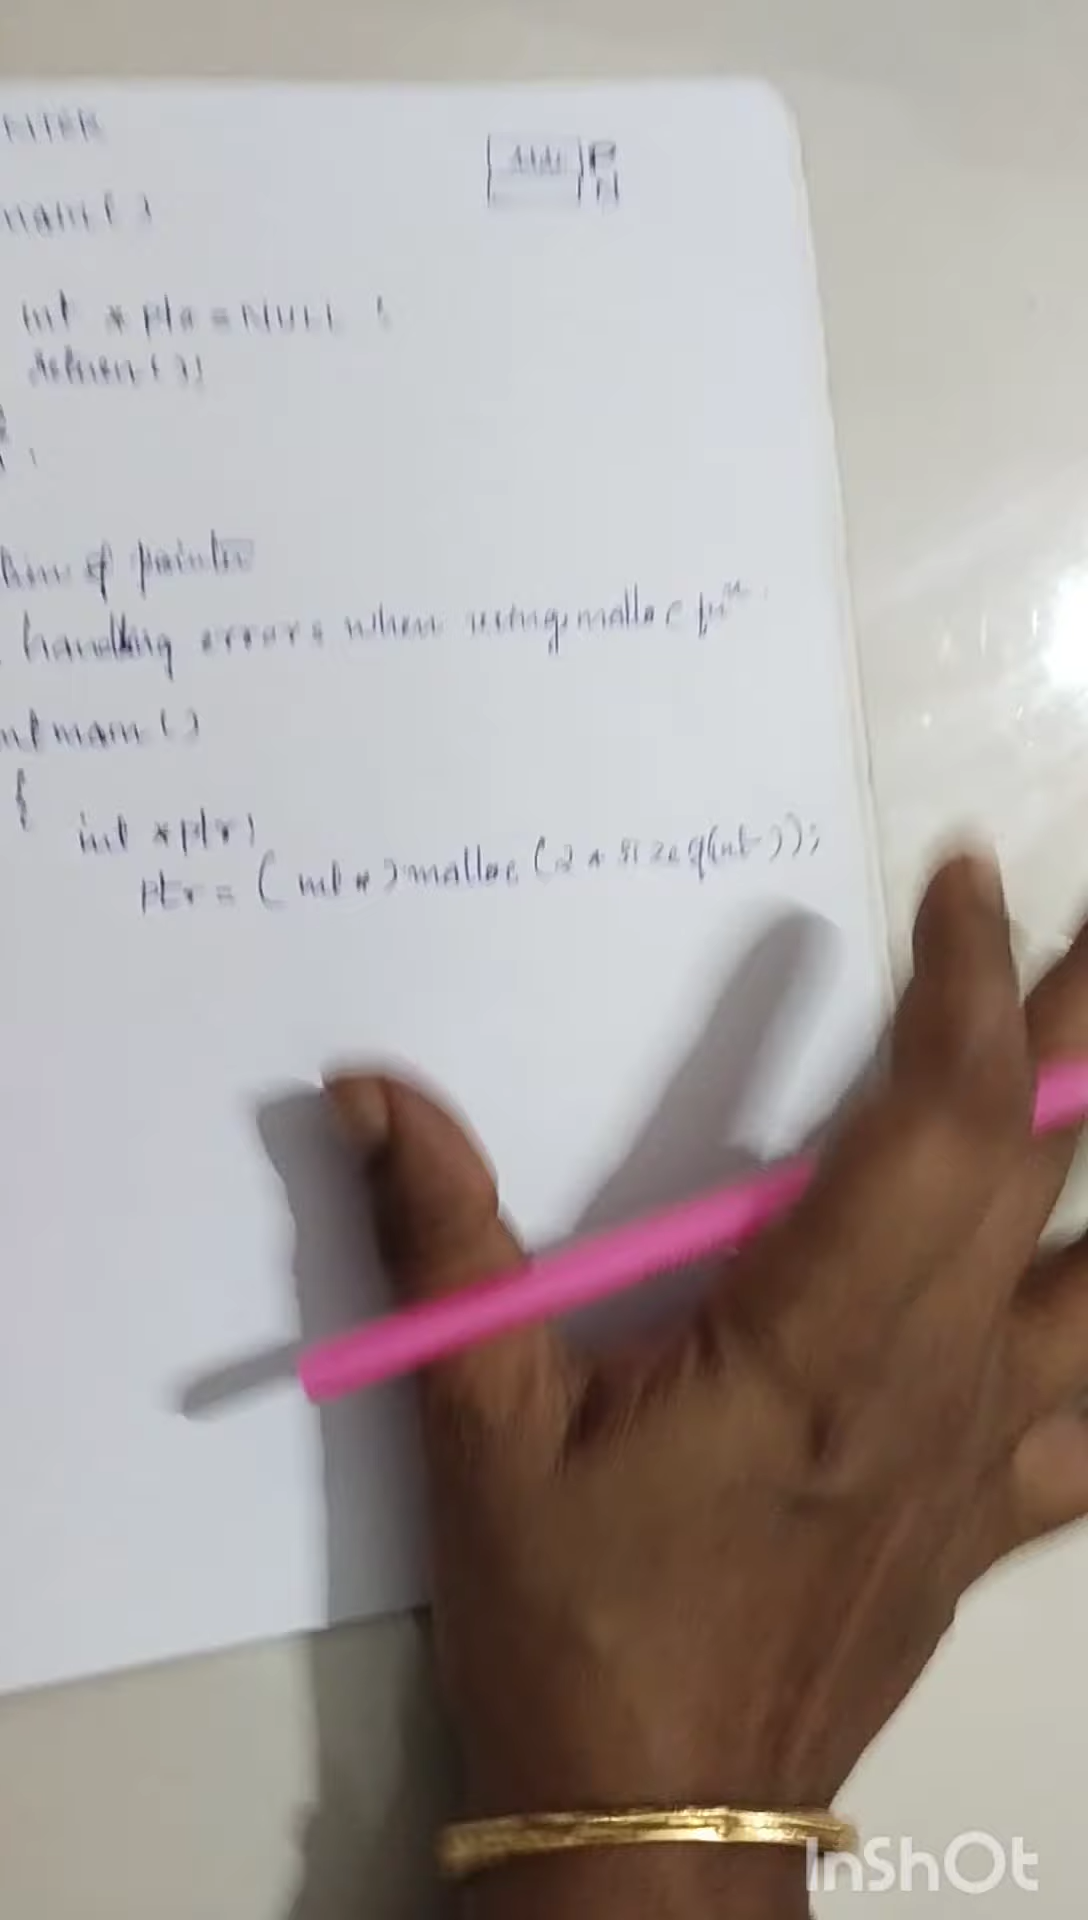 main()
int *ptr = NULL;
return();
of pointer
handling errors when using malloc fuⁿ.
int main()
{
int *ptr;
ptr = (int *) malloc (2 * sizeof(int));
InShOt